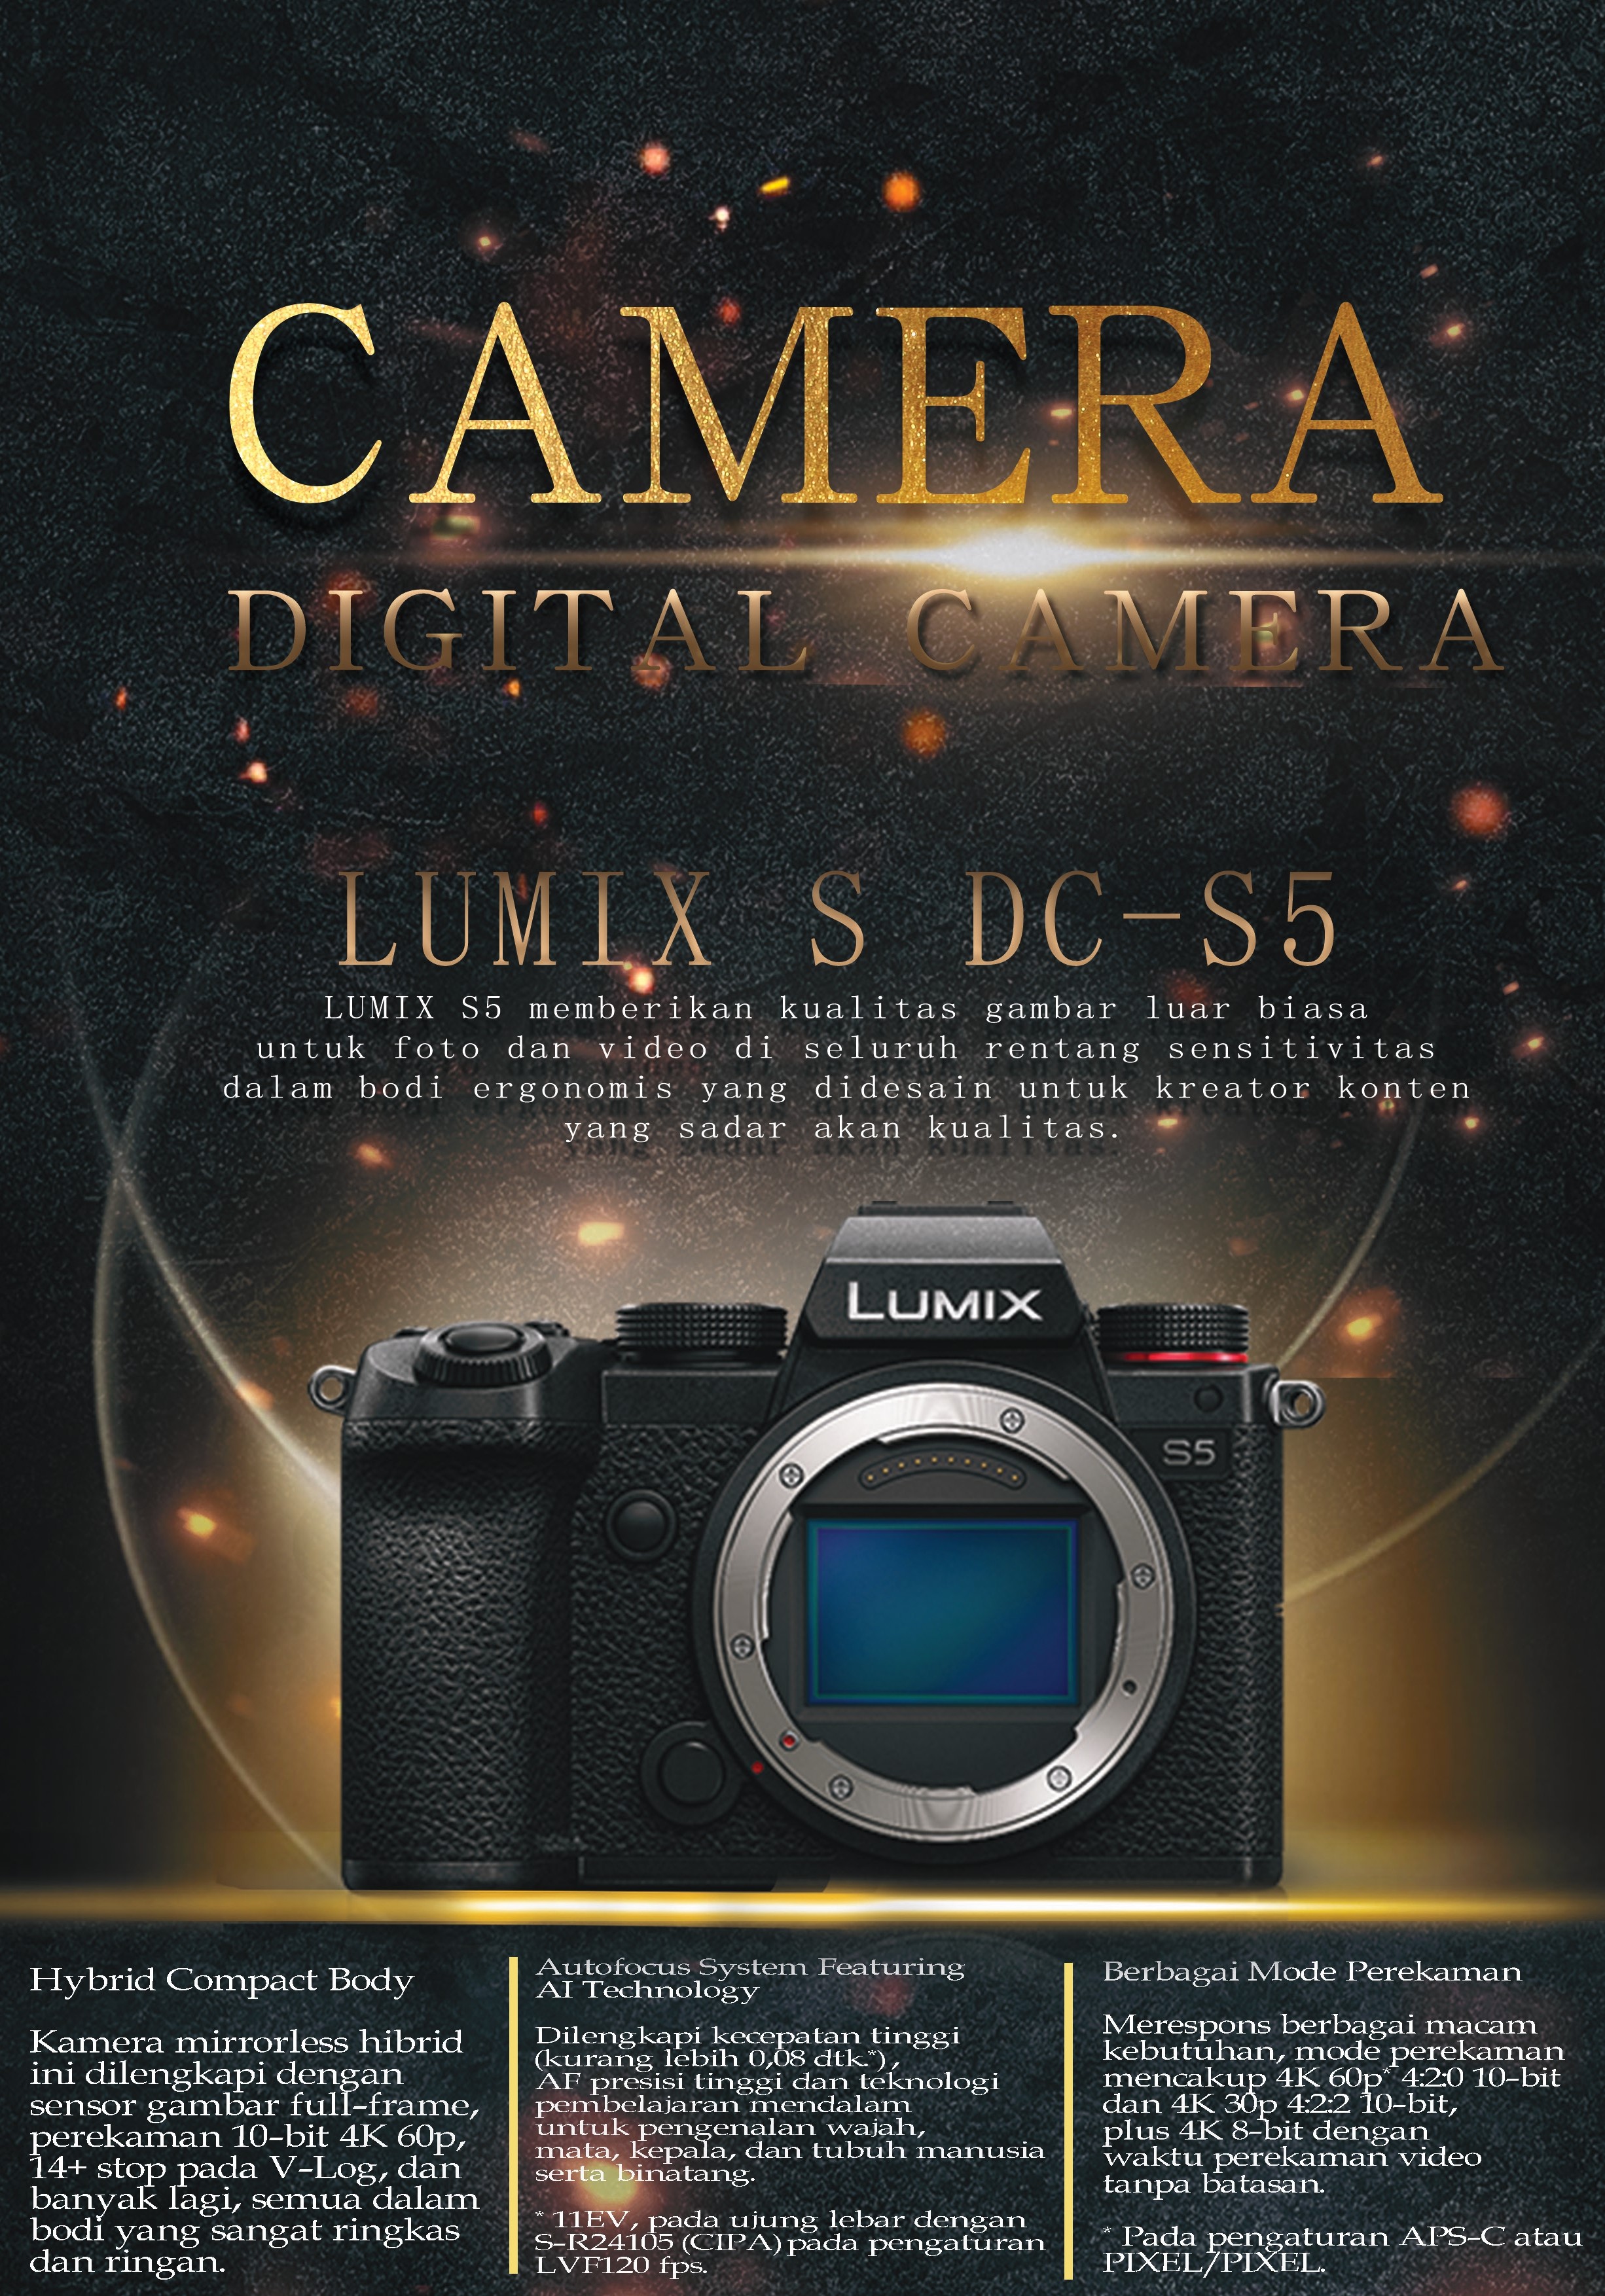 CAMERA
DIGITAL CAMERA
LUMIX S DC-S5
LUMIX S5 memberikan kualitas gambar luar biasa
untuk foto dan video di seluruh rentang sensitivitas
dalam bodi ergonomis yang didesain untuk kreator konten
yang sadar akan kualitas.
LUMIX
S5
Hybrid Compact Body
Kamera mirrorless hibrid
ini dilengkapi dengan
sensor gambar full-frame,
perekaman 10-bit 4K 60p,
14+ stop pada V-Log, dan
banyak lagi, semua dalam
bodi yang sangat ringkas
dan ringan.
Autofocus System Featuring
AI Technology
Dilengkapi kecepatan tinggi
(kurang lebih 0,08 dtk.*),
AF presisi tinggi dan teknologi
pembelajaran mendalam
untuk pengenalan wajah,
mata, kepala, dan tubuh manusia
serta binatang.
* 11EV, pada ujung lebar dengan
S-R24105 (CIPA) pada pengaturan
LVF120 fps.
Berbagai Mode Perekaman
Merespons berbagai macam
kebutuhan, mode perekaman
mencakup 4K 60p* 4:2:0 10-bit
dan 4K 30p 4:2:2 10-bit,
plus 4K 8-bit dengan
waktu perekaman video
tanpa batasan.
* Pada pengaturan APS-C atau
PIXEL/PIXEL.